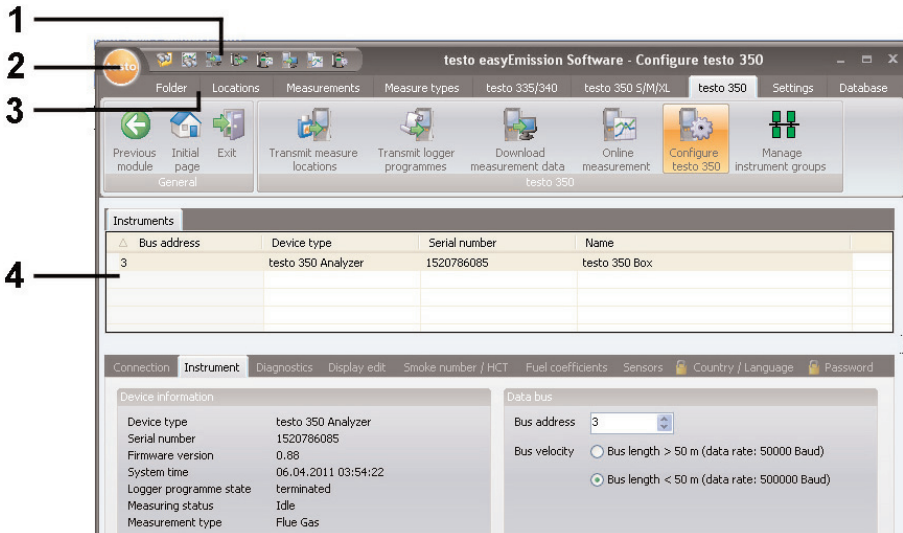 1
testo easyEmission Software - Configure testo 350
2
testo
3
Folder Locations Measurements Measure types testo 335/340 testo 350 S/M/XL testo 350 Settings Database
Previous module Initial page Exit Transmit measure locations Transmit logger programmes Download measurement data Online measurement Configure testo 350 Manage instrument groups
General testo 350
Instruments
Bus address Device type Serial number Name
4
3 testo 350 Analyzer 1520786085 testo 350 Box
Connection Instrument Diagnostics Display edit Smoke number / HCT Fuel coefficients Sensors Country / Language Password
Device information Data bus
Device type testo 350 Analyzer Bus address 3
Serial number 1520786085
Firmware version 0.88 Bus velocity Bus length > 50 m (data rate: 50000 Baud)
System time 06.04.2011 03:54:22
Logger programme state terminated Bus length < 50 m (data rate: 500000 Baud)
Measuring status Idle
Measurement type Flue Gas